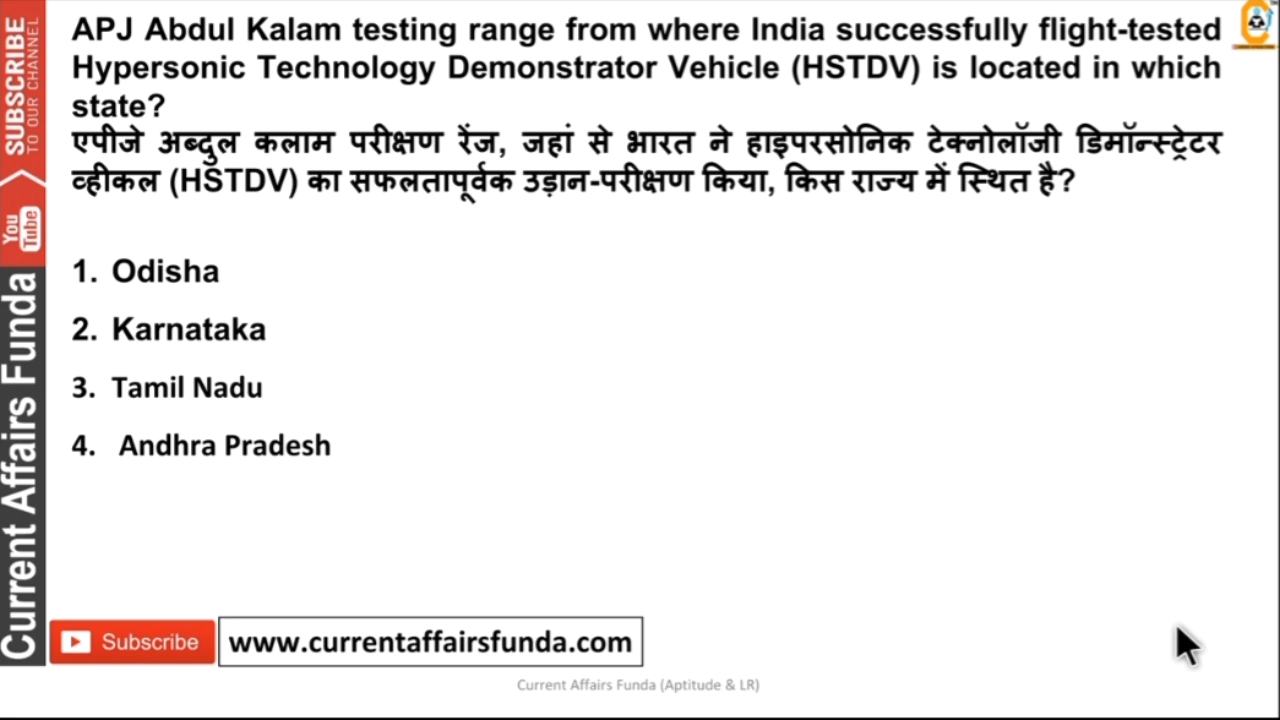 APJ Abdul Kalam testing range from where India successfully flight-tested
Hypersonic Technology Demonstrator Vehicle (HSTDV) is located in which
state?
एपीजे अब्दुल कलाम परीक्षण रेंज, जहां से भारत ने हाइपरसोनिक टेक्नोलॉजी डिमॉन्स्ट्रेटर
व्हीकल (HSTDV) का सफलतापूर्वक उड़ान-परीक्षण किया, किस राज्य में स्थित है?
1. Odisha
2. Karnataka
3. Tamil Nadu
4. Andhra Pradesh
SUBSCRIBE
TO OUR CHANNEL
You
Tube
Current Affairs Funda
Subscribe
www.currentaffairsfunda.com
Current Affairs Funda (Aptitude & LR)